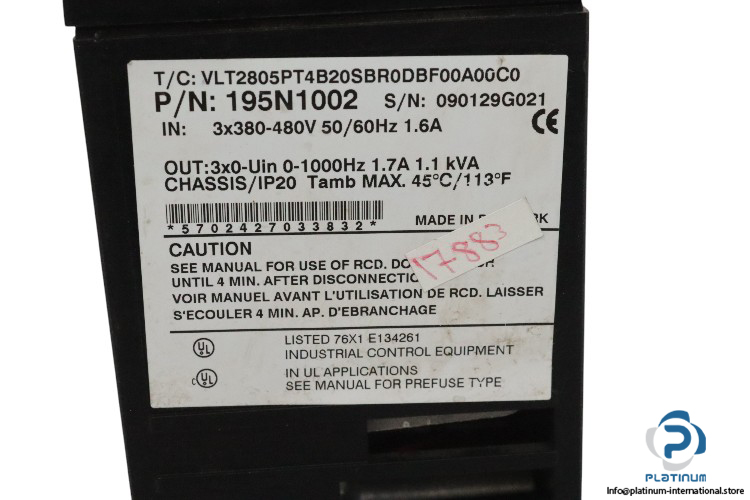 T/C: VLT2805PT4B20SBR0DBF00A00C0
P/N: 195N1002 S/N: 090129G021
IN: 3x380-480V 50/60Hz 1.6A
CE
OUT:3x0-Uin 0-1000Hz 1.7A 1.1 kVA
CHASSIS/IP20 Tamb MAX. 45°C/113°F
*5702427033832* MADE IN
17883
CAUTION
SEE MANUAL FOR USE OF RCD.
UNTIL 4 MIN. AFTER
VOIR MANUEL AVANT L'UTILISATION DE RCD. LAISSER
S'ECOULER 4 MIN. AP. D'EBRANCHAGE
UL LISTED 76X1 E134261
INDUSTRIAL CONTROL EQUIPMENT
c UL IN UL APPLICATIONS
SEE MANUAL FOR PREFUSE TYPE
PLATINUM
Info@platinum-international.store